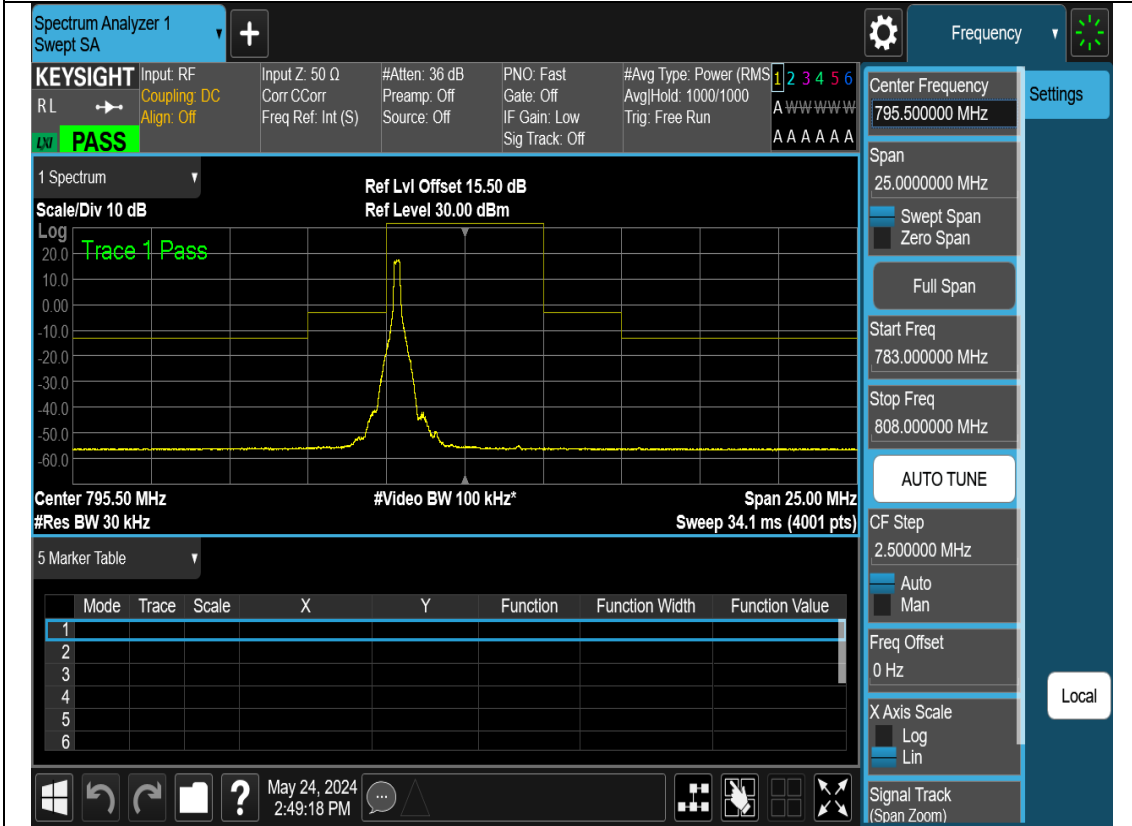 Spectrum Analyzer 1
Swept SA
Frequency
KEYSIGHT
RL
LXI PASS
Input: RF
Coupling: DC
Align: Off
Input Z: 50 Ω
Corr CCorr
Freq Ref: Int (S)
#Atten: 36 dB
Preamp: Off
Source: Off
PNO: Fast
Gate: Off
IF Gain: Low
Sig Track: Off
#Avg Type: Power (RMS
Avg|Hold: 1000/1000
Trig: Free Run
1 2 3 4 5 6
A W W W W W
A A A A A A
1 Spectrum
Scale/Div 10 dB
Ref Lvl Offset 15.50 dB
Ref Level 30.00 dBm
Log
Trace 1 Pass
20.0
10.0
0.00
-10.0
-20.0
-30.0
-40.0
-50.0
-60.0
Center 795.50 MHz
#Video BW 100 kHz*
Span 25.00 MHz
#Res BW 30 kHz
Sweep 34.1 ms (4001 pts)
5 Marker Table
Mode Trace Scale X Y Function Function Width Function Value
1
2
3
4
5
6
May 24, 2024
2:49:18 PM
?
Center Frequency
795.500000 MHz
Span
25.0000000 MHz
Swept Span
Zero Span
Full Span
Start Freq
783.000000 MHz
Stop Freq
808.000000 MHz
AUTO TUNE
CF Step
2.500000 MHz
Auto
Man
Freq Offset
0 Hz
X Axis Scale
Log
Lin
Signal Track
(Span Zoom)
Settings
Local